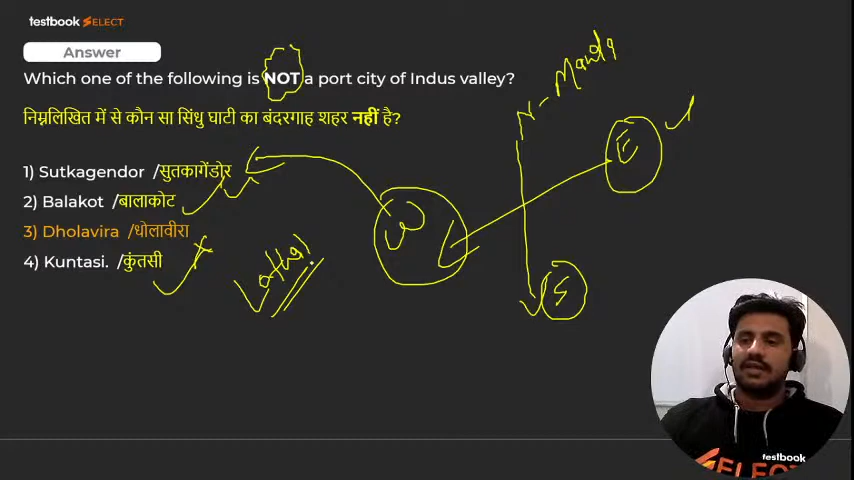 testbook SELECT
Answer
Which one of the following is NOT a port city of Indus valley?
निम्नलिखित में से कौन सा सिंधु घाटी का बंदरगाह शहर नहीं है?
1) Sutkagendor /सुतकागेंडोर
2) Balakot /बालाकोट
3) Dholavira /धोलावीरा
4) Kuntasi. /कुंतसी
N - Manda
E
W
S
Lothal
testbook
SELECT